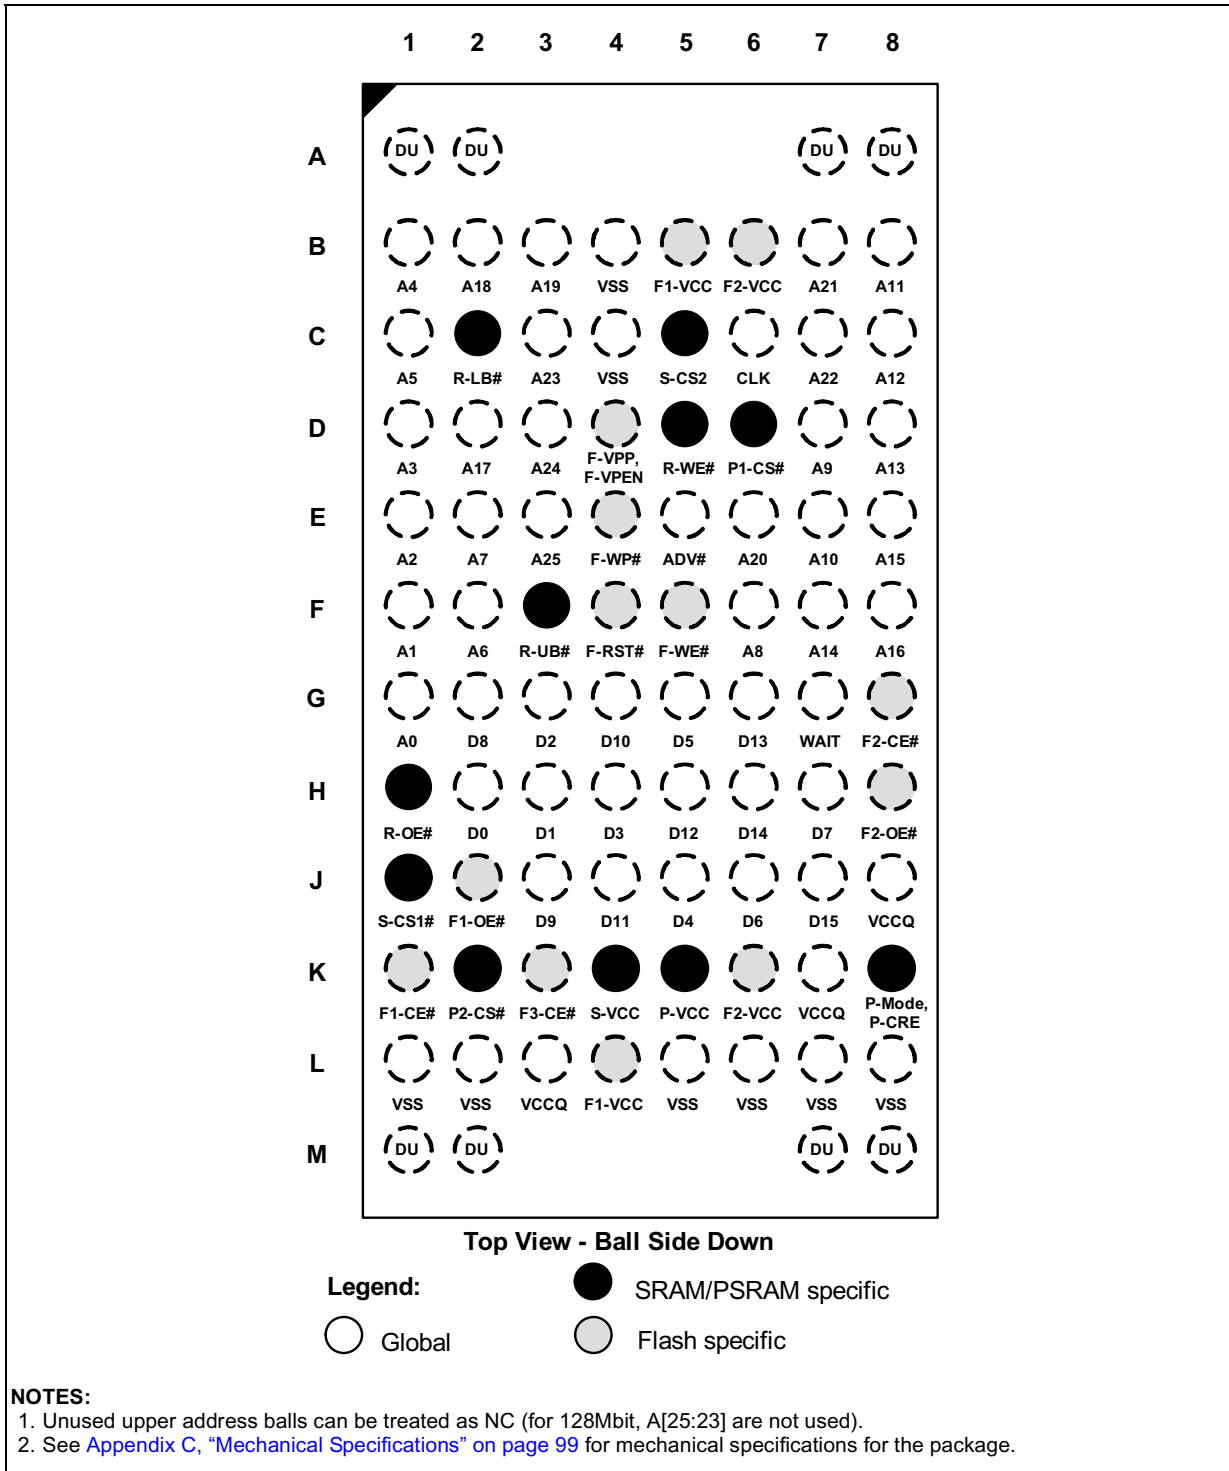 1 2 3 4 5 6 7 8
A DU DU DU DU
B
A4 A18 A19 VSS F1-VCC F2-VCC A21 A11
C
A5 R-LB# A23 VSS S-CS2 CLK A22 A12
D
A3 A17 A24 F-VPP, F-VPEN R-WE# P1-CS# A9 A13
E
A2 A7 A25 F-WP# ADV# A20 A10 A15
F
A1 A6 R-UB# F-RST# F-WE# A8 A14 A16
G
A0 D8 D2 D10 D5 D13 WAIT F2-CE#
H
R-OE# D0 D1 D3 D12 D14 D7 F2-OE#
J
S-CS1# F1-OE# D9 D11 D4 D6 D15 VCCQ
K
F1-CE# P2-CS# F3-CE# S-VCC P-VCC F2-VCC VCCQ P-Mode, P-CRE
L
VSS VSS VCCQ F1-VCC VSS VSS VSS VSS
M DU DU DU DU
Top View - Ball Side Down
Legend:
SRAM/PSRAM specific
Global
Flash specific
NOTES:
1. Unused upper address balls can be treated as NC (for 128Mbit, A[25:23] are not used).
2. See Appendix C, “Mechanical Specifications” on page 99 for mechanical specifications for the package.